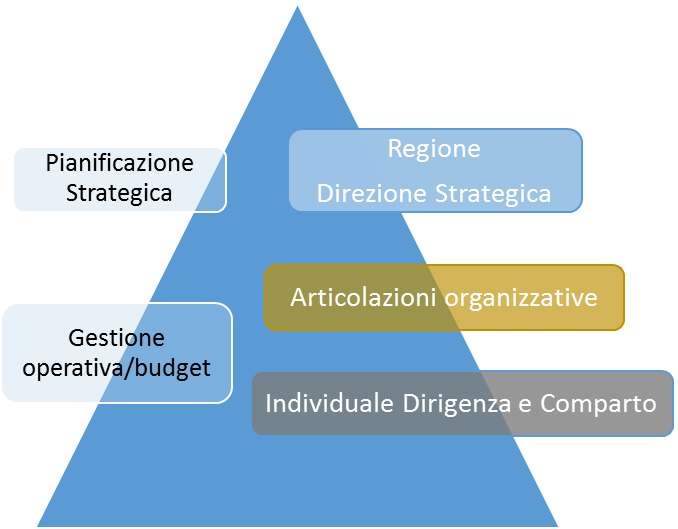 Pianificazione
Strategica
Regione
Direzione Strategica
Articolazioni organizzative
Gestione
operativa/budget
Individuale Dirigenza e Comparto